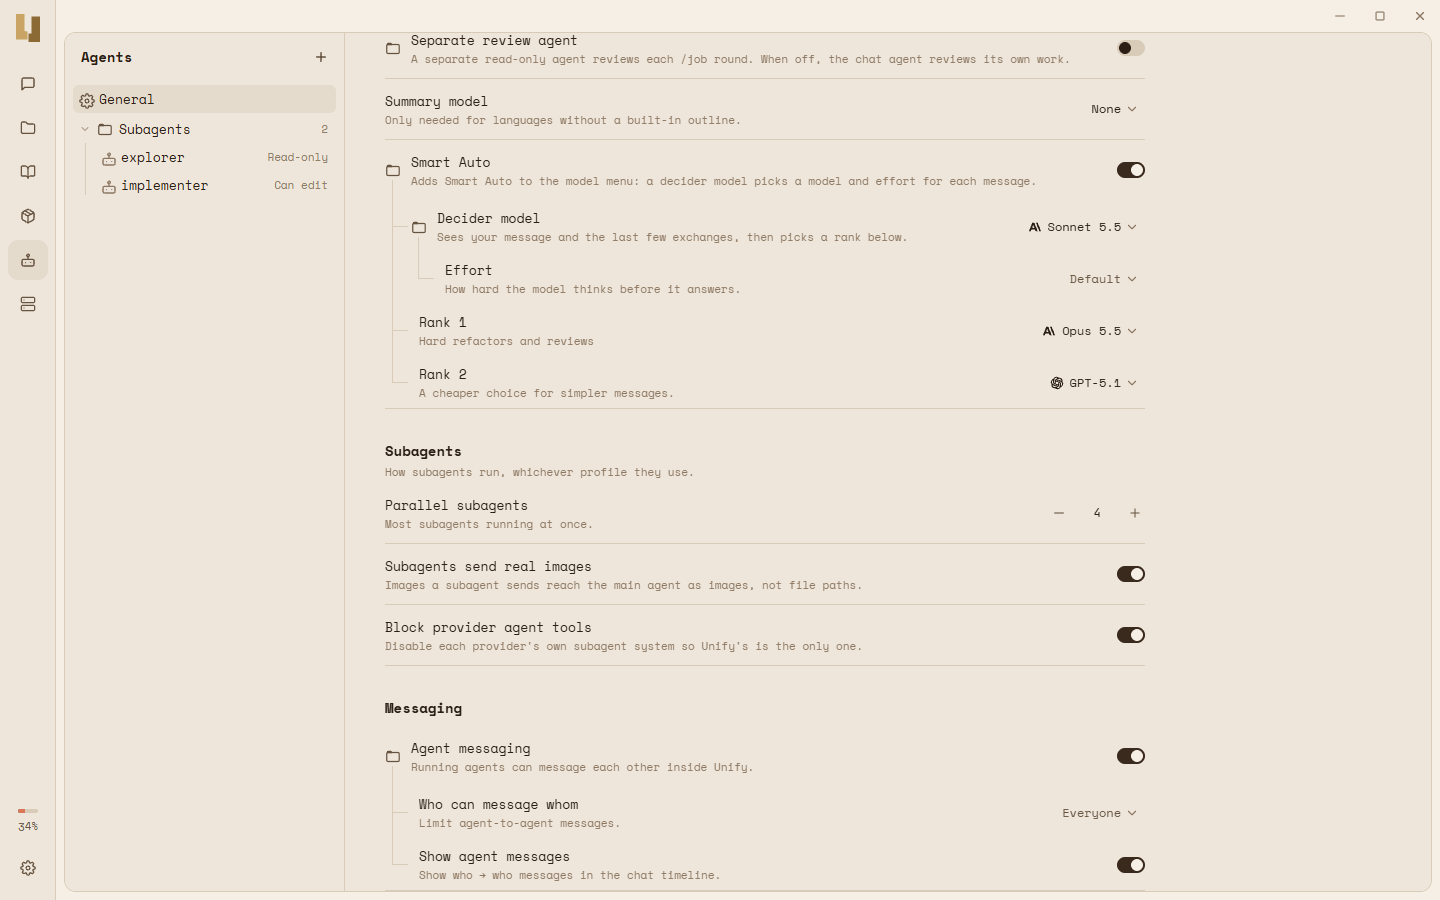 Agents
General
Subagents 2
explorer Read-only
implementer Can edit
34%
Separate review agent
A separate read-only agent reviews each /job round. When off, the chat agent reviews its own work.
Summary model
Only needed for languages without a built-in outline.
None
Smart Auto
Adds Smart Auto to the model menu: a decider model picks a model and effort for each message.
Decider model
Sees your message and the last few exchanges, then picks a rank below.
Sonnet 5.5
Effort
How hard the model thinks before it answers.
Default
Rank 1
Hard refactors and reviews
Opus 5.5
Rank 2
A cheaper choice for simpler messages.
GPT-5.1
Subagents
How subagents run, whichever profile they use.
Parallel subagents
Most subagents running at once.
4
Subagents send real images
Images a subagent sends reach the main agent as images, not file paths.
Block provider agent tools
Disable each provider's own subagent system so Unify's is the only one.
Messaging
Agent messaging
Running agents can message each other inside Unify.
Who can message whom
Limit agent-to-agent messages.
Everyone
Show agent messages
Show who → who messages in the chat timeline.